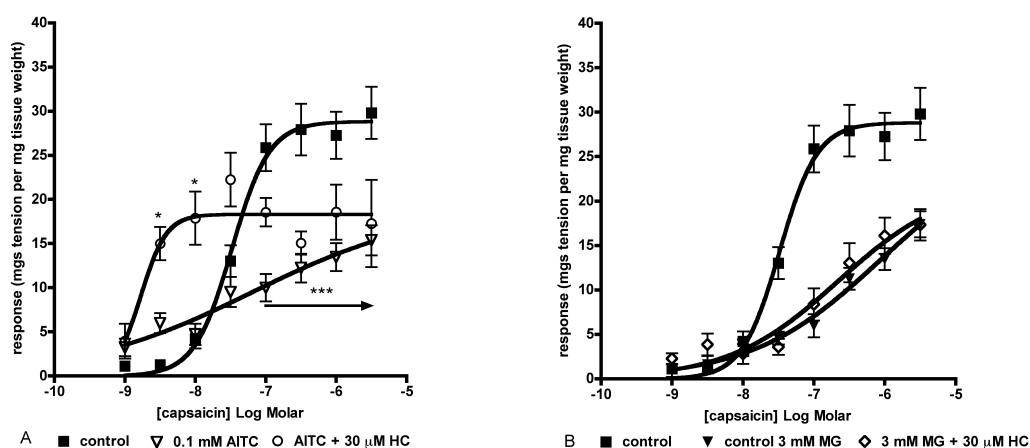 response (mgs tension per mg tissue weight)
40
35
30
25
20
15
10
5
0
* *
***
-10 -9 -8 -7 -6 -5
[capsaicin] Log Molar
A ■ control ▽ 0.1 mM AITC ○ AITC + 30 μM HC
response (mgs tension per mg tissue weight)
40
35
30
25
20
15
10
5
0
-10 -9 -8 -7 -6 -5
[capsaicin] Log Molar
B ■ control ▼ control 3 mM MG ◇ 3 mM MG + 30 μM HC